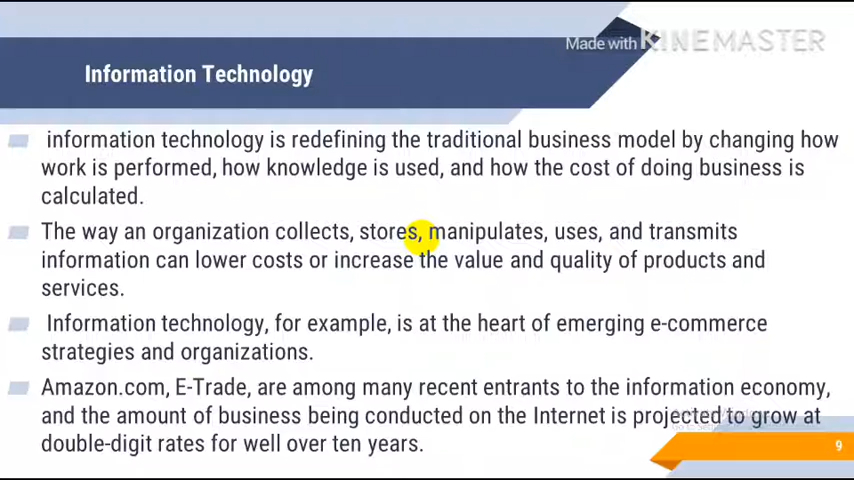 Made with KINEMASTER
Information Technology
information technology is redefining the traditional business model by changing how
work is performed, how knowledge is used, and how the cost of doing business is
calculated.
The way an organization collects, stores, manipulates, uses, and transmits
information can lower costs or increase the value and quality of products and
services.
Information technology, for example, is at the heart of emerging e-commerce
strategies and organizations.
Amazon.com, E-Trade, are among many recent entrants to the information economy,
and the amount of business being conducted on the Internet is projected to grow at
double-digit rates for well over ten years.
9